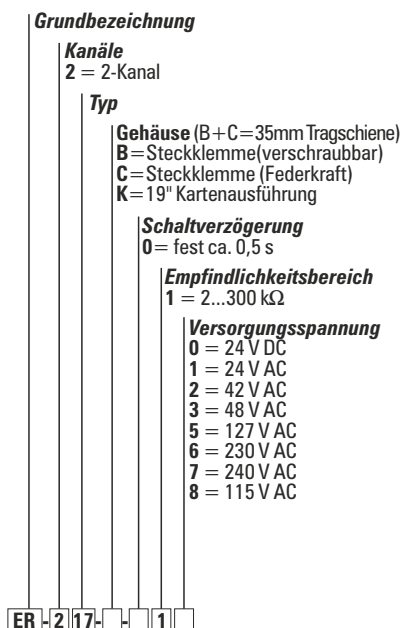 Grundbezeichnung
Kanäle
2 = 2-Kanal
Typ
Gehäuse (B+C=35mm Tragschiene)
B=Steckklemme(verschraubbar)
C=Steckklemme (Federkraft)
K=19" Kartenausführung
Schaltverzögerung
0= fest ca. 0,5 s
Empfindlichkeitsbereich
1 = 2...300 kΩ
Versorgungsspannung
0 = 24 V DC
1 = 24 V AC
2 = 42 V AC
3 = 48 V AC
5 = 127 V AC
6 = 230 V AC
7 = 240 V AC
8 = 115 V AC
ER - 2 17 - - 1